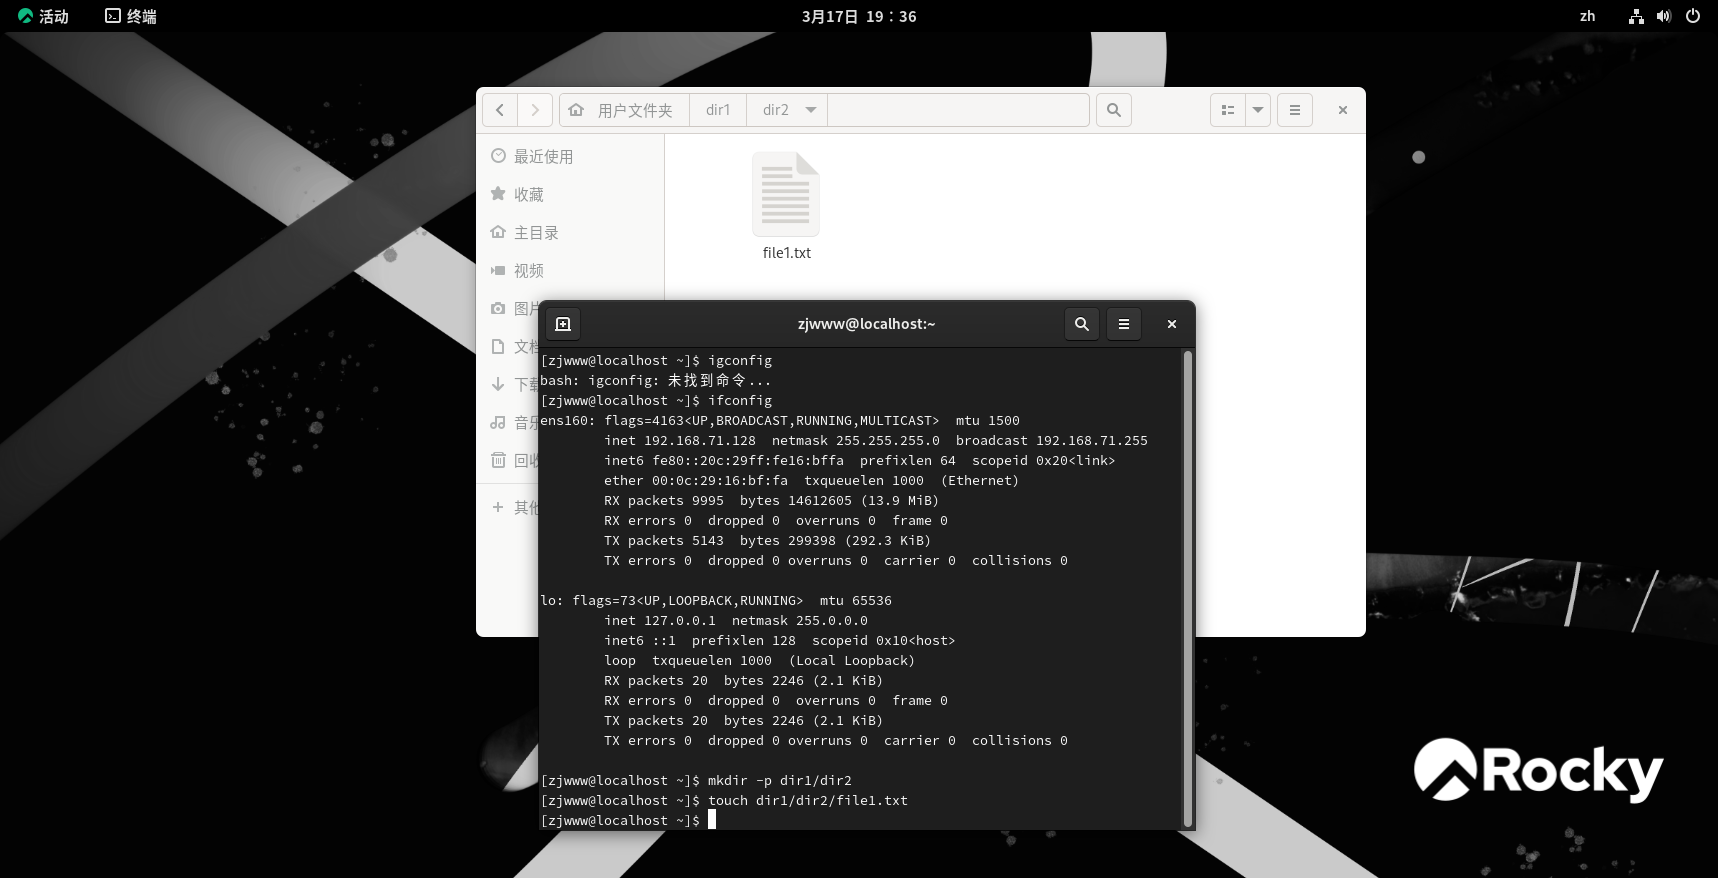 活动 终端 3月17日 19：36 zh
用户文件夹 dir1 dir2
最近使用
收藏
主目录
视频
图片
文档
下载
音乐
回收
其他
file1.txt
zjwww@localhost:~
[zjwww@localhost ~]$ igconfig
bash: igconfig: 未找到命令...
[zjwww@localhost ~]$ ifconfig
ens160: flags=4163<UP,BROADCAST,RUNNING,MULTICAST>  mtu 1500
        inet 192.168.71.128  netmask 255.255.255.0  broadcast 192.168.71.255
        inet6 fe80::20c:29ff:fe16:bffa  prefixlen 64  scopeid 0x20<link>
        ether 00:0c:29:16:bf:fa  txqueuelen 1000  (Ethernet)
        RX packets 9995  bytes 14612605 (13.9 MiB)
        RX errors 0  dropped 0  overruns 0  frame 0
        TX packets 5143  bytes 299398 (292.3 KiB)
        TX errors 0  dropped 0 overruns 0  carrier 0  collisions 0
lo: flags=73<UP,LOOPBACK,RUNNING>  mtu 65536
        inet 127.0.0.1  netmask 255.0.0.0
        inet6 ::1  prefixlen 128  scopeid 0x10<host>
        loop  txqueuelen 1000  (Local Loopback)
        RX packets 20  bytes 2246 (2.1 KiB)
        RX errors 0  dropped 0  overruns 0  frame 0
        TX packets 20  bytes 2246 (2.1 KiB)
        TX errors 0  dropped 0 overruns 0  carrier 0  collisions 0
[zjwww@localhost ~]$ mkdir -p dir1/dir2
[zjwww@localhost ~]$ touch dir1/dir2/file1.txt
[zjwww@localhost ~]$
Rocky